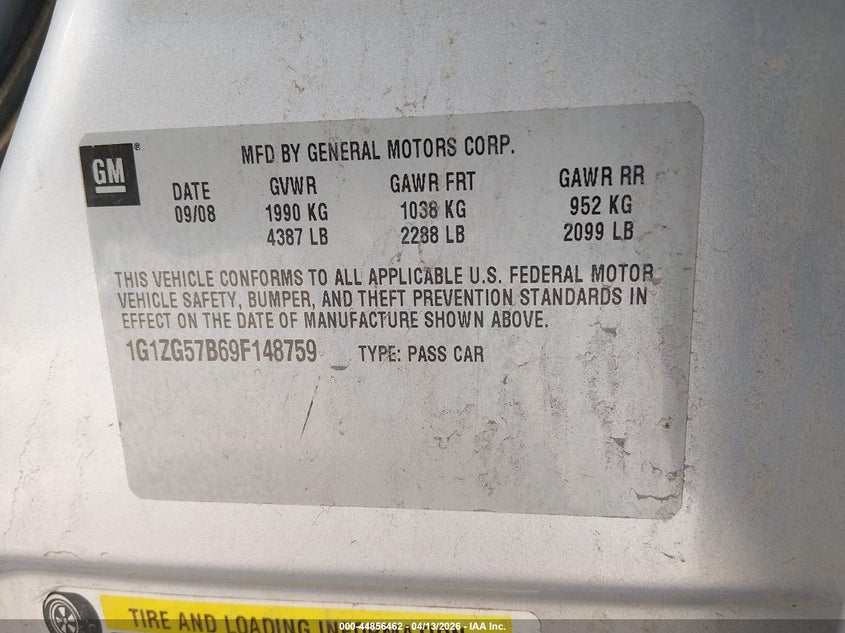 GM
MFD BY GENERAL MOTORS CORP.
DATE GVWR GAWR FRT GAWR RR
09/08 1990 KG 1038 KG 952 KG
4387 LB 2288 LB 2099 LB
THIS VEHICLE CONFORMS TO ALL APPLICABLE U.S. FEDERAL MOTOR
VEHICLE SAFETY, BUMPER, AND THEFT PREVENTION STANDARDS IN
EFFECT ON THE DATE OF MANUFACTURE SHOWN ABOVE.
1G1ZG57B69F148759 TYPE: PASS CAR
TIRE AND LOADING INFORMATION
000-44856462 - 04/13/2026 - IAA Inc.